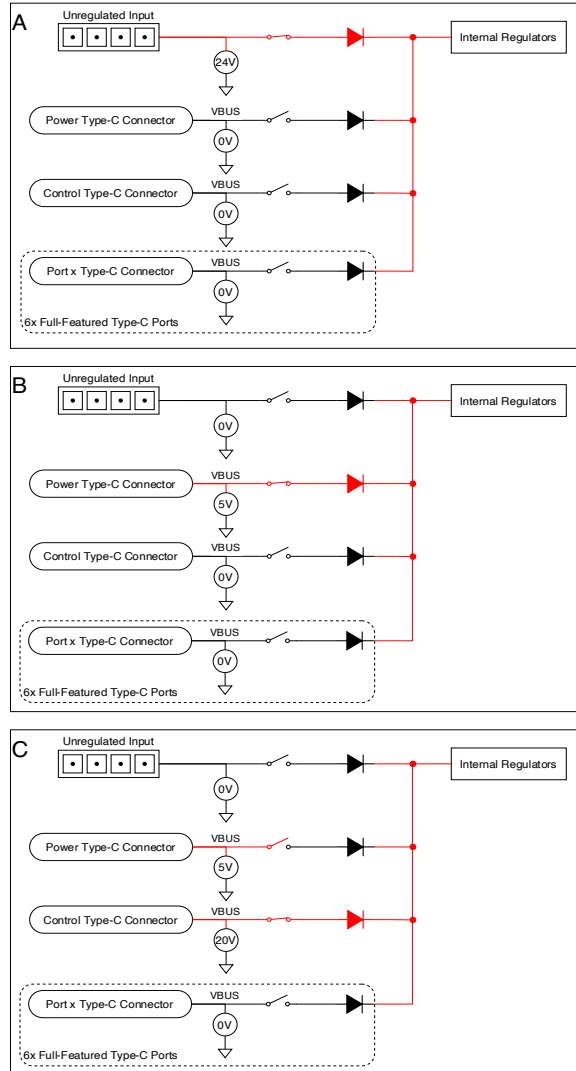 A
Unregulated Input
Internal Regulators
24V
Power Type-C Connector
VBUS
0V
Control Type-C Connector
VBUS
0V
Port x Type-C Connector
VBUS
0V
6x Full-Featured Type-C Ports
B
Unregulated Input
Internal Regulators
0V
Power Type-C Connector
VBUS
5V
Control Type-C Connector
VBUS
0V
Port x Type-C Connector
VBUS
0V
6x Full-Featured Type-C Ports
C
Unregulated Input
Internal Regulators
0V
Power Type-C Connector
VBUS
5V
Control Type-C Connector
VBUS
20V
Port x Type-C Connector
VBUS
0V
6x Full-Featured Type-C Ports